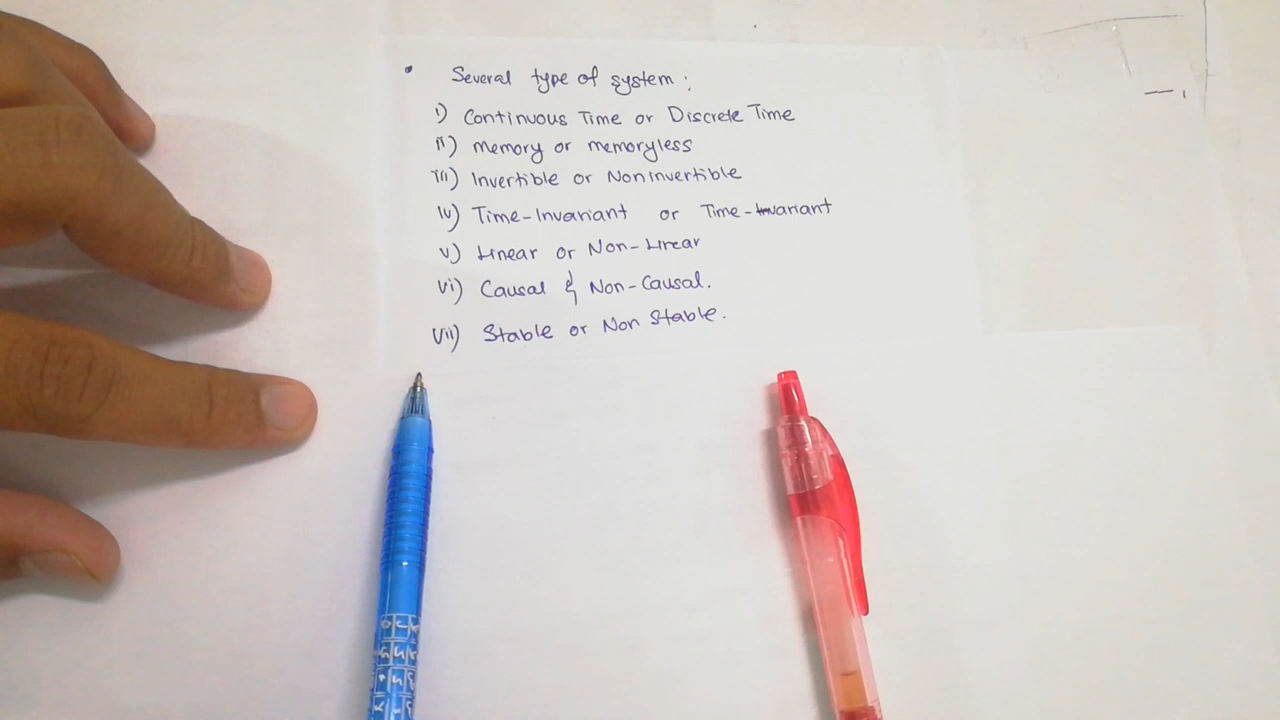 • Several type of system :
i) Continuous Time or Discrete Time
ii) memory or memoryless
iii) Invertible or Noninvertible
iv) Time-Invariant or Time-variant
v) Linear or Non-Linear
vi) Causal & Non-Causal.
vii) Stable or Non Stable.